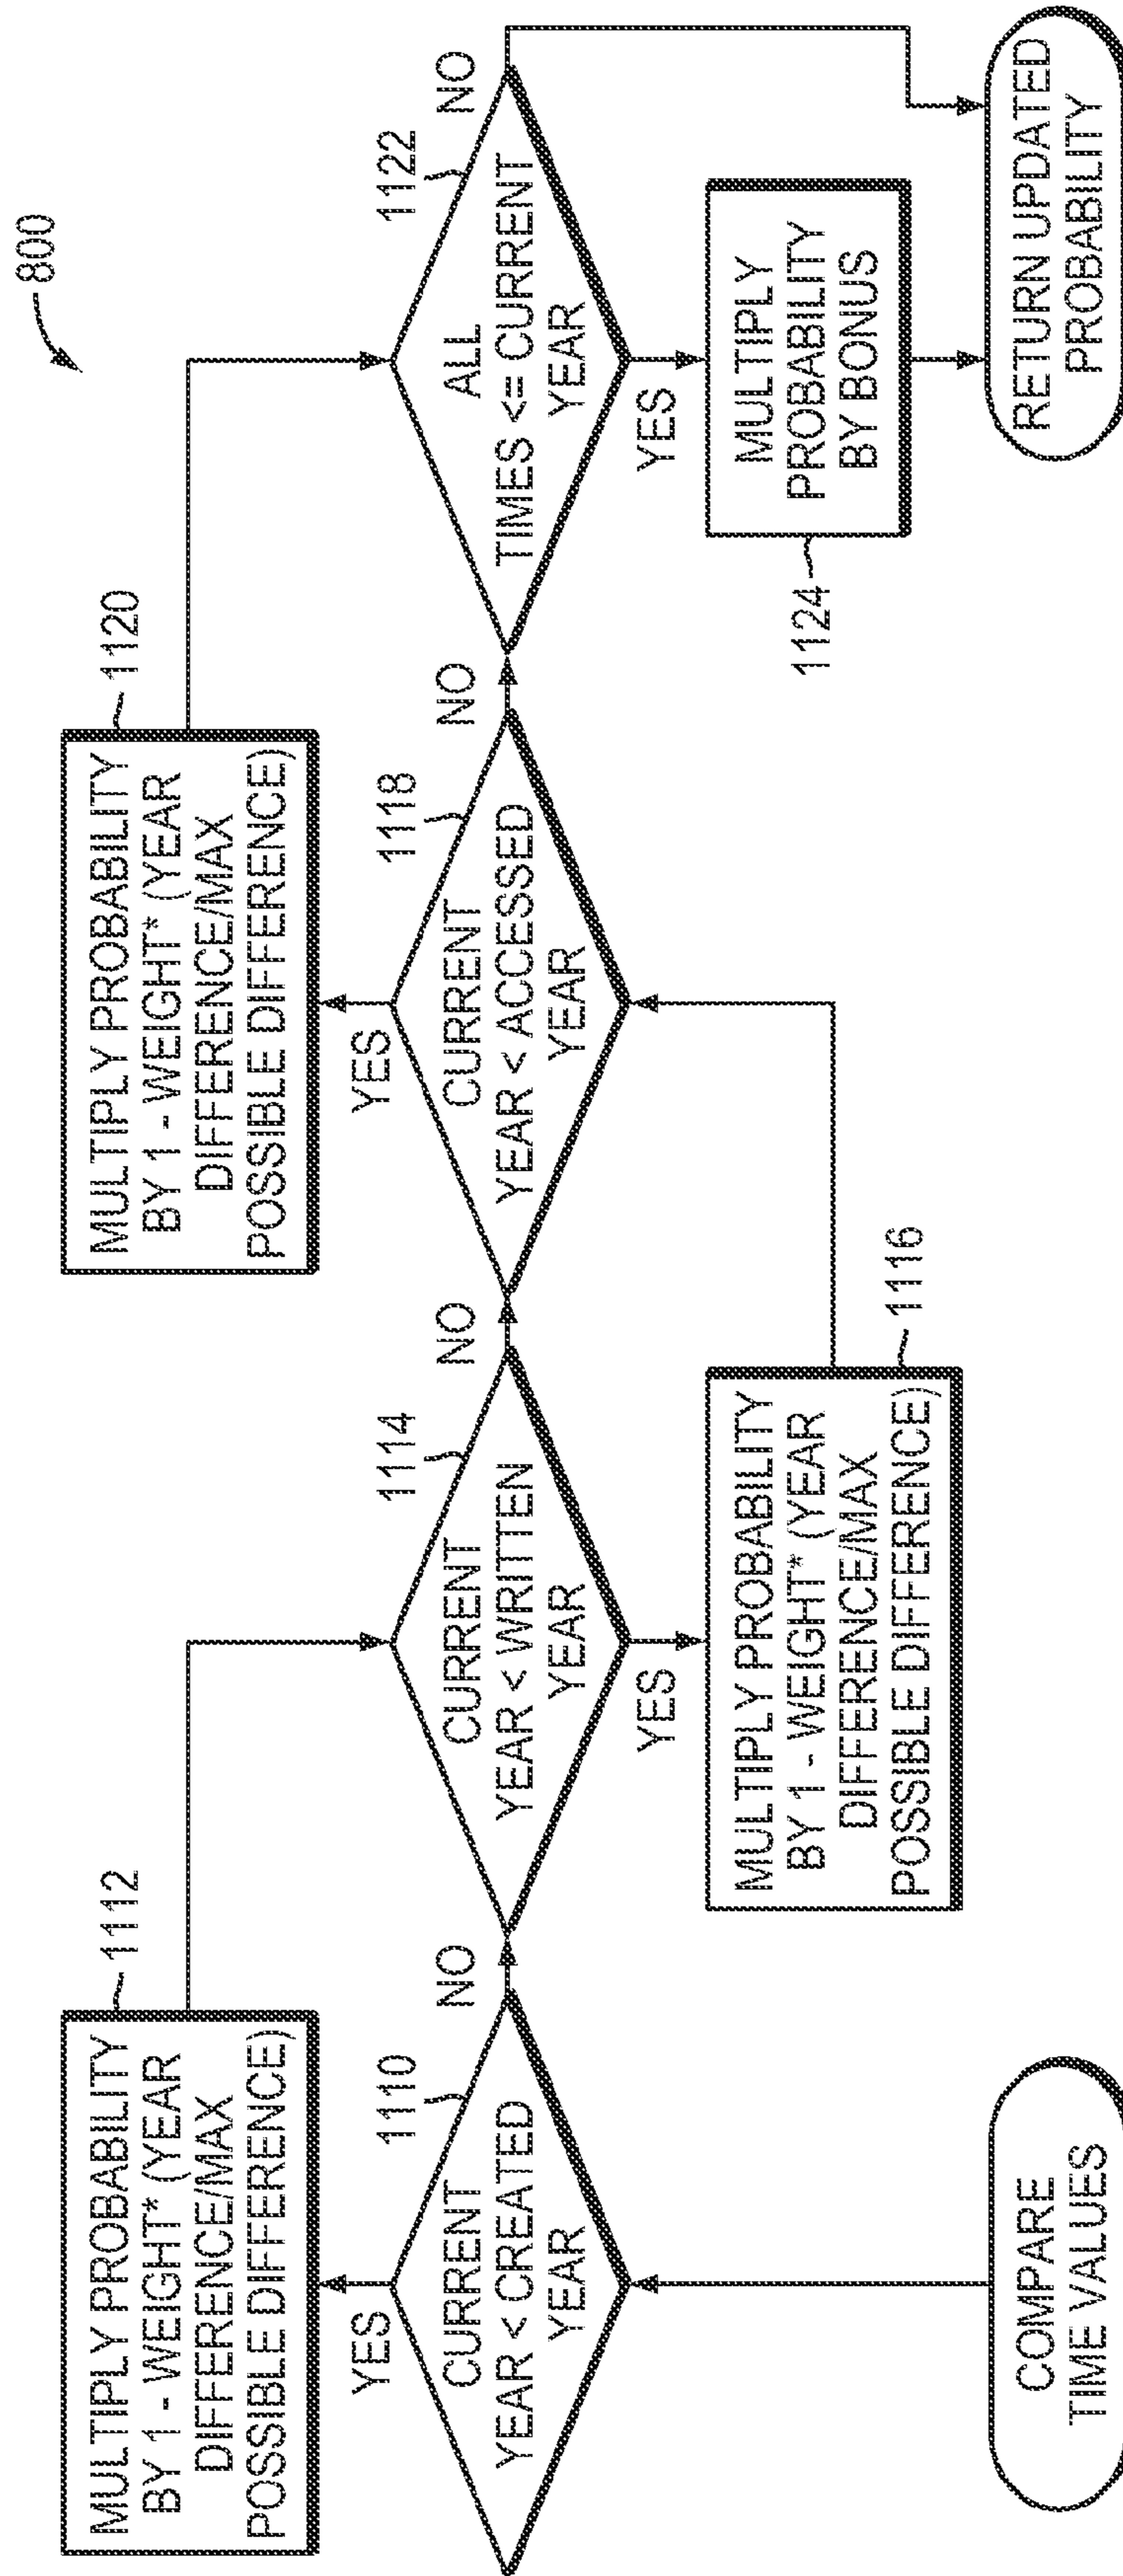 800
MULTIPLY PROBABILITY
BY 1 - WEIGHT* (YEAR
DIFFERENCE/MAX
POSSIBLE DIFFERENCE)
1112
MULTIPLY PROBABILITY
BY 1 - WEIGHT* (YEAR
DIFFERENCE/MAX
POSSIBLE DIFFERENCE)
1120
YES
CURRENT
YEAR < CREATED
YEAR
1110
NO
CURRENT
YEAR < WRITTEN
YEAR
1114
NO
YES
YES
CURRENT
YEAR < ACCESSED
YEAR
1118
NO
ALL
TIMES <= CURRENT
YEAR
1122
NO
YES
COMPARE
TIME VALUES
MULTIPLY PROBABILITY
BY 1 - WEIGHT* (YEAR
DIFFERENCE/MAX
POSSIBLE DIFFERENCE)
1116
1124
MULTIPLY
PROBABILITY
BY BONUS
RETURN UPDATED
PROBABILITY